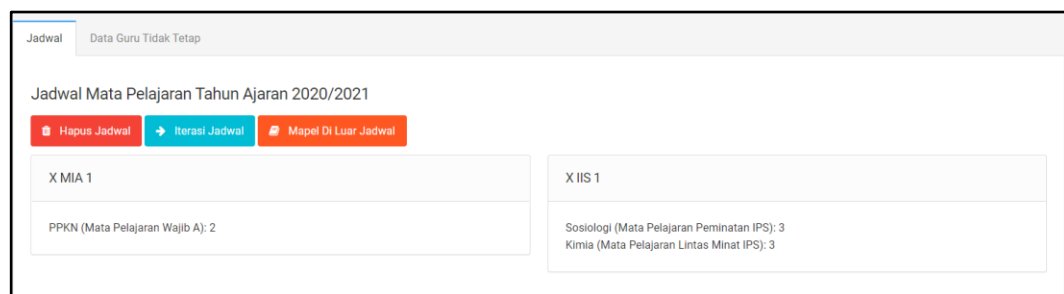 Jadwal
Data Guru Tidak Tetap
Jadwal Mata Pelajaran Tahun Ajaran 2020/2021
Hapus Jadwal
Iterasi Jadwal
Mapel Di Luar Jadwal
X MIA 1
PPKN (Mata Pelajaran Wajib A): 2
X IIS 1
Sosiologi (Mata Pelajaran Peminatan IPS): 3
Kimia (Mata Pelajaran Lintas Minat IPS): 3